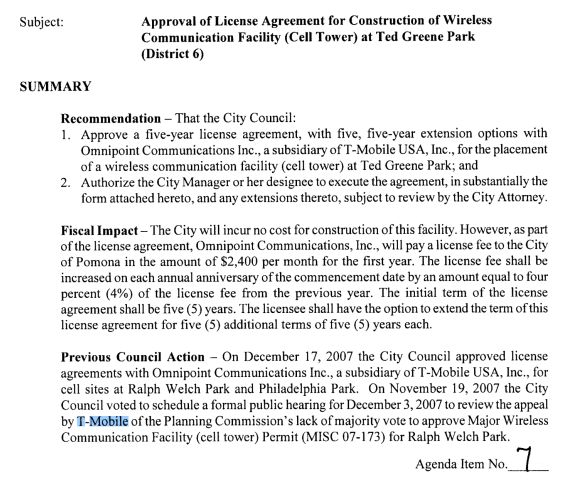 Subject: Approval of License Agreement for Construction of Wireless
Communication Facility (Cell Tower) at Ted Greene Park
(District 6)
SUMMARY
Recommendation – That the City Council:
1. Approve a five-year license agreement, with five, five-year extension options with
Omnipoint Communications Inc., a subsidiary of T-Mobile USA, Inc., for the placement
of a wireless communication facility (cell tower) at Ted Greene Park; and
2. Authorize the City Manager or her designee to execute the agreement, in substantially the
form attached hereto, and any extensions thereto, subject to review by the City Attorney.
Fiscal Impact – The City will incur no cost for construction of this facility. However, as part
of the license agreement, Omnipoint Communications, Inc., will pay a license fee to the City
of Pomona in the amount of $2,400 per month for the first year. The license fee shall be
increased on each annual anniversary of the commencement date by an amount equal to four
percent (4%) of the license fee from the previous year. The initial term of the license
agreement shall be five (5) years. The licensee shall have the option to extend the term of this
license agreement for five (5) additional terms of five (5) years each.
Previous Council Action – On December 17, 2007 the City Council approved license
agreements with Omnipoint Communications Inc., a subsidiary of T-Mobile USA, Inc., for
cell sites at Ralph Welch Park and Philadelphia Park. On November 19, 2007 the City
Council voted to schedule a formal public hearing for December 3, 2007 to review the appeal
by T-Mobile of the Planning Commission's lack of majority vote to approve Major Wireless
Communication Facility (cell tower) Permit (MISC 07-173) for Ralph Welch Park.
Agenda Item No. 7